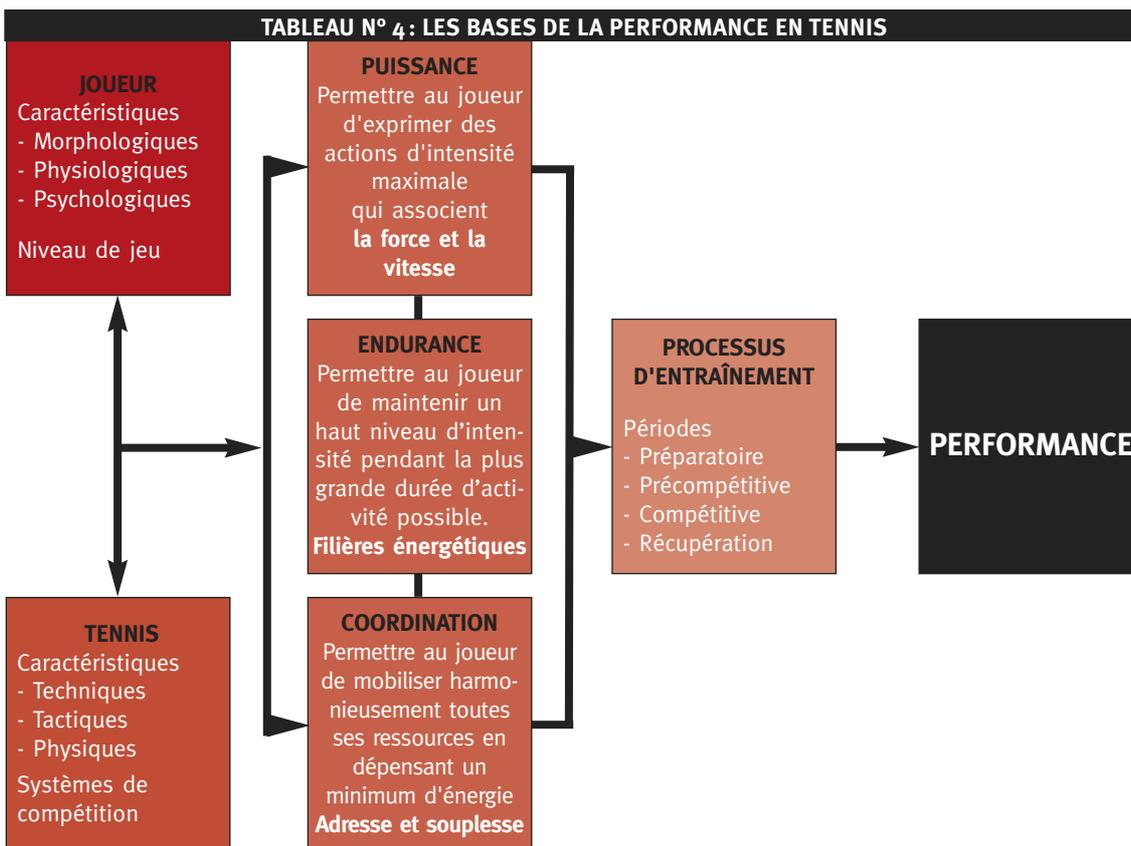 TABLEAU Nº 4 : LES BASES DE LA PERFORMANCE EN TENNIS
JOUEUR
Caractéristiques
- Morphologiques
- Physiologiques
- Psychologiques
Niveau de jeu
TENNIS
Caractéristiques
- Techniques
- Tactiques
- Physiques
Systèmes de
compétition
PUISSANCE
Permettre au joueur
d'exprimer des
actions d'intensité
maximale
qui associent
la force et la
vitesse
ENDURANCE
Permettre au joueur
de maintenir un
haut niveau d’inten-
sité pendant la plus
grande durée d’acti-
vité possible.
Filières énergétiques
COORDINATION
Permettre au joueur
de mobiliser harmo-
nieusement toutes
ses ressources en
dépensant un
minimum d'énergie
Adresse et souplesse
PROCESSUS
D'ENTRAÎNEMENT
Périodes
- Préparatoire
- Précompétitive
- Compétitive
- Récupération
PERFORMANCE